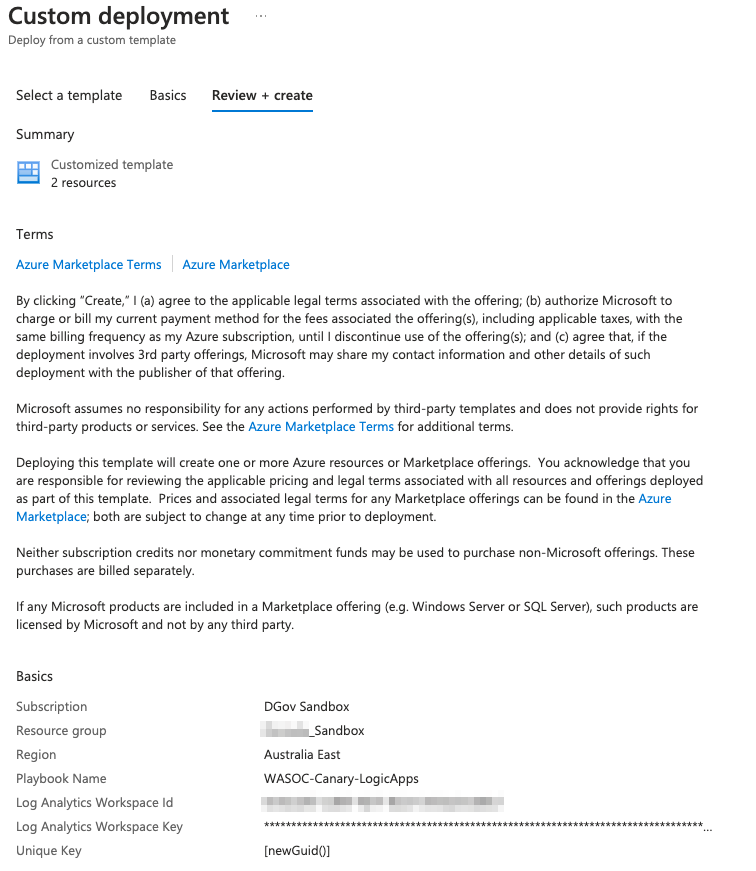 Custom deployment ...
Deploy from a custom template
Select a template Basics Review + create
Summary
Customized template
2 resources
Terms
Azure Marketplace Terms Azure Marketplace
By clicking “Create,” I (a) agree to the applicable legal terms associated with the offering; (b) authorize Microsoft to
charge or bill my current payment method for the fees associated the offering(s), including applicable taxes, with the
same billing frequency as my Azure subscription, until I discontinue use of the offering(s); and (c) agree that, if the
deployment involves 3rd party offerings, Microsoft may share my contact information and other details of such
deployment with the publisher of that offering.
Microsoft assumes no responsibility for any actions performed by third-party templates and does not provide rights for
third-party products or services. See the Azure Marketplace Terms for additional terms.
Deploying this template will create one or more Azure resources or Marketplace offerings. You acknowledge that you
are responsible for reviewing the applicable pricing and legal terms associated with all resources and offerings deployed
as part of this template. Prices and associated legal terms for any Marketplace offerings can be found in the Azure
Marketplace; both are subject to change at any time prior to deployment.
Neither subscription credits nor monetary commitment funds may be used to purchase non-Microsoft offerings. These
purchases are billed separately.
If any Microsoft products are included in a Marketplace offering (e.g. Windows Server or SQL Server), such products are
licensed by Microsoft and not by any third party.
Basics
Subscription DGov Sandbox
Resource group _Sandbox
Region Australia East
Playbook Name WASOC-Canary-LogicApps
Log Analytics Workspace Id
Log Analytics Workspace Key **********************************************************************************...
Unique Key [newGuid()]